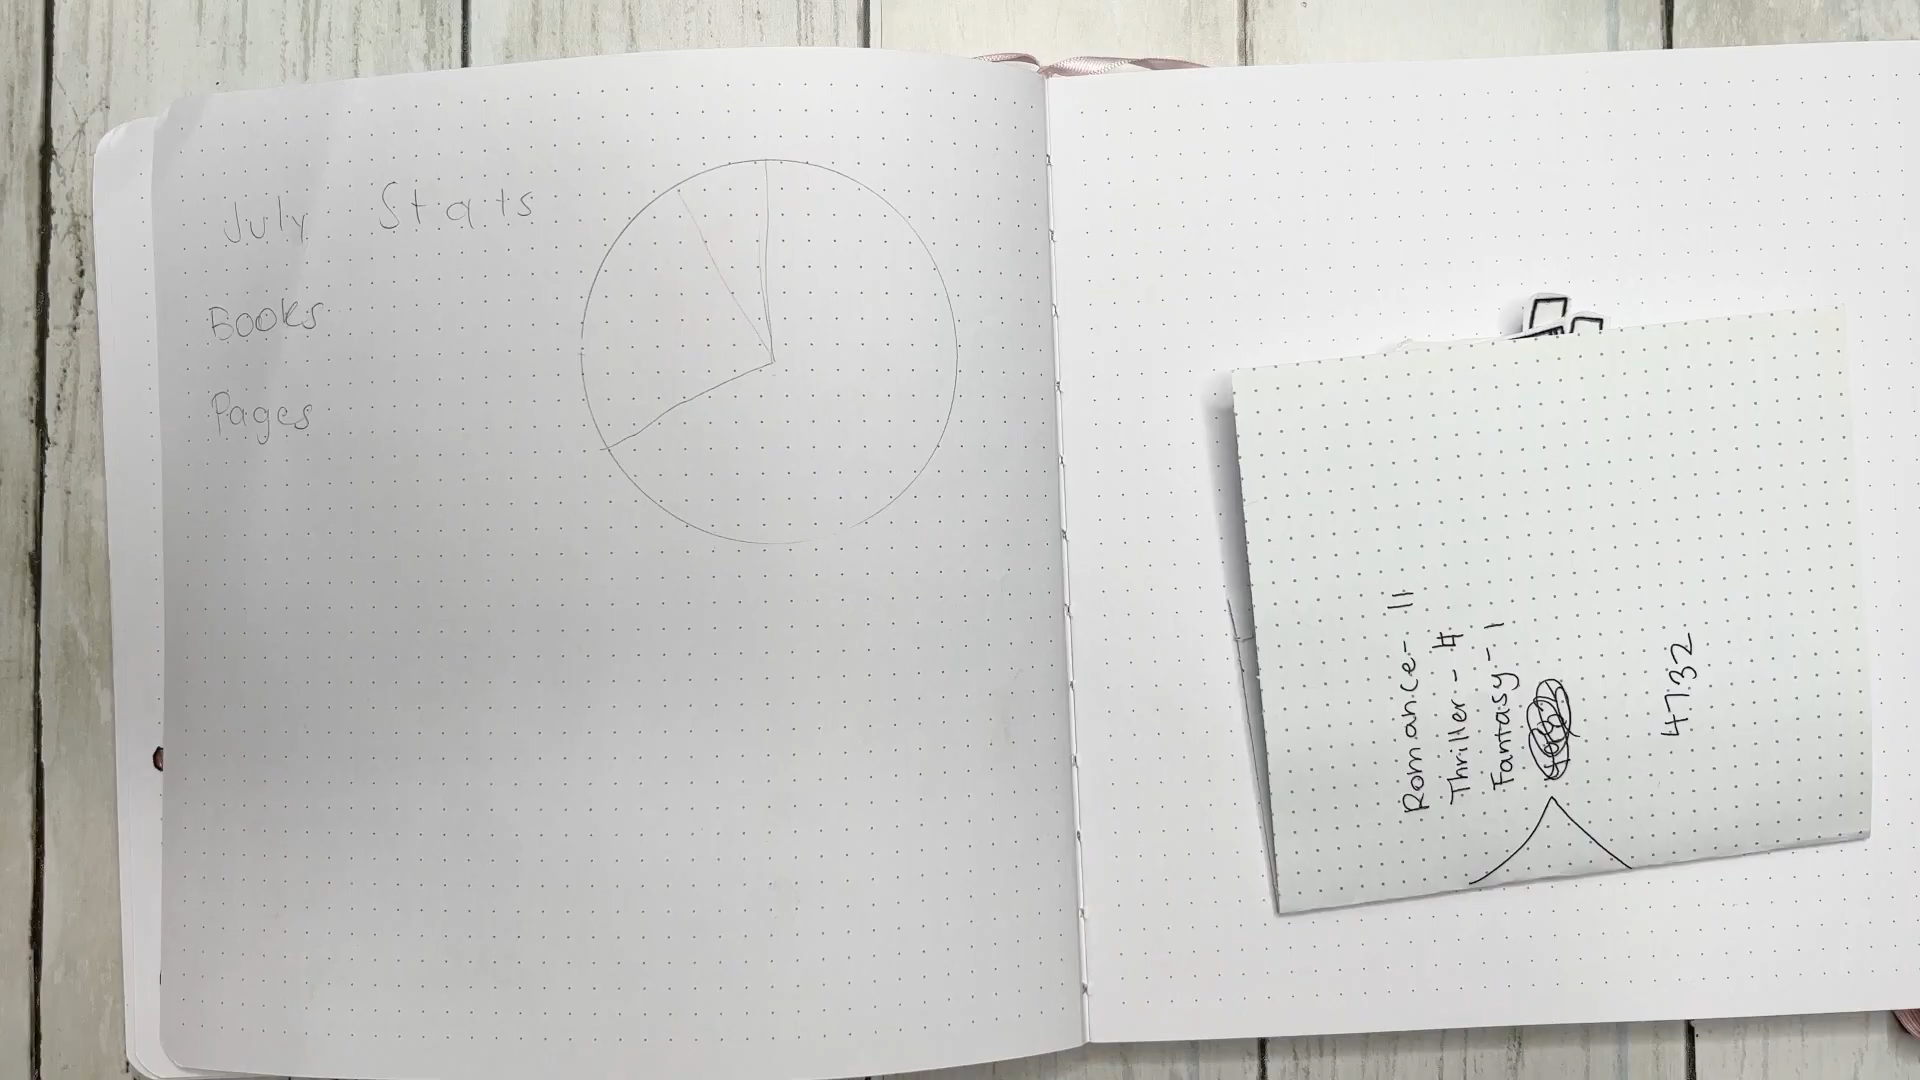 July Stats
Books
Pages
Romance - 11
Thriller - 4
Fantasy - 1
4732